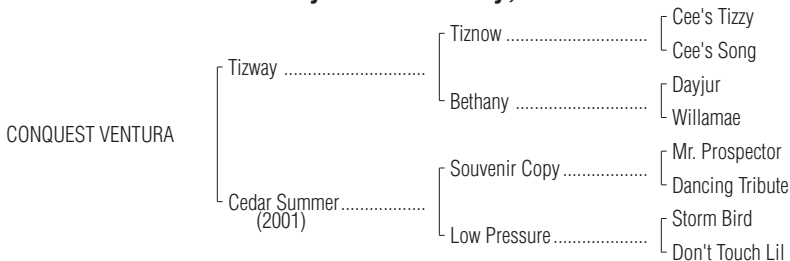 Cee's Tizzy
Tiznow ................................
Cee's Song
Tizway ................................
Dayjur
Bethany ..............................
Willamae
CONQUEST VENTURA
Mr. Prospector
Souvenir Copy ...................
Dancing Tribute
Cedar Summer ...................
(2001)
Storm Bird
Low Pressure .....................
Don't Touch Lil